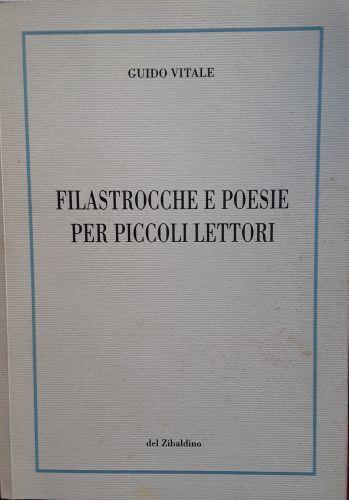 GUIDO VITALE
FILASTROCCHE E POESIE
PER PICCOLI LETTORI
del Zibaldino